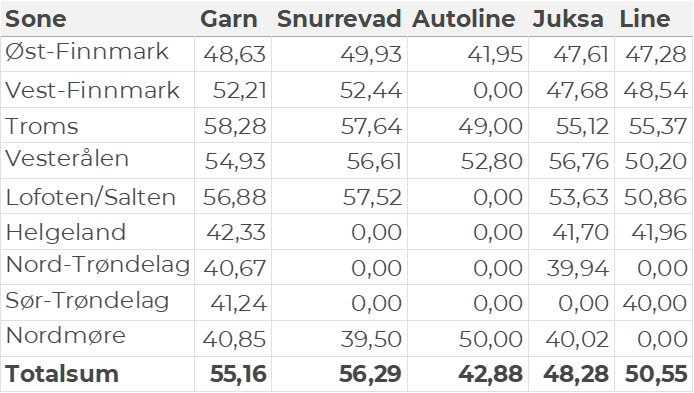 Sone Garn Snurrevad Autoline Juksa Line
Øst-Finnmark 48,63 49,93 41,95 47,61 47,28
Vest-Finnmark 52,21 52,44 0,00 47,68 48,54
Troms 58,28 57,64 49,00 55,12 55,37
Vesterålen 54,93 56,61 52,80 56,76 50,20
Lofoten/Salten 56,88 57,52 0,00 53,63 50,86
Helgeland 42,33 0,00 0,00 41,70 41,96
Nord-Trøndelag 40,67 0,00 0,00 39,94 0,00
Sør-Trøndelag 41,24 0,00 0,00 0,00 40,00
Nordmøre 40,85 39,50 50,00 40,02 0,00
Totalsum 55,16 56,29 42,88 48,28 50,55